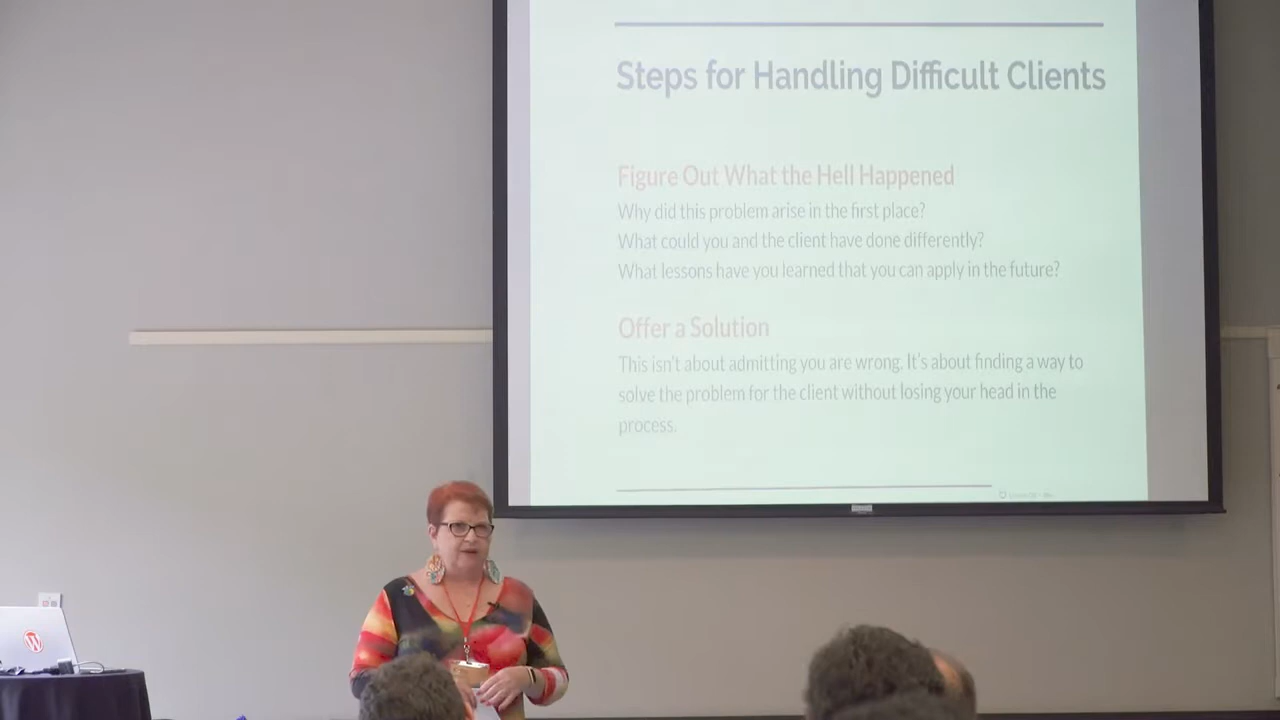 Steps for Handling Difficult Clients
Figure Out What the Hell Happened
Why did this problem arise in the first place?
What could you and the client have done differently?
What lessons have you learned that you can apply in the future?
Offer a Solution
This isn't about admitting you are wrong. It's about finding a way to
solve the problem for the client without losing your head in the
process.